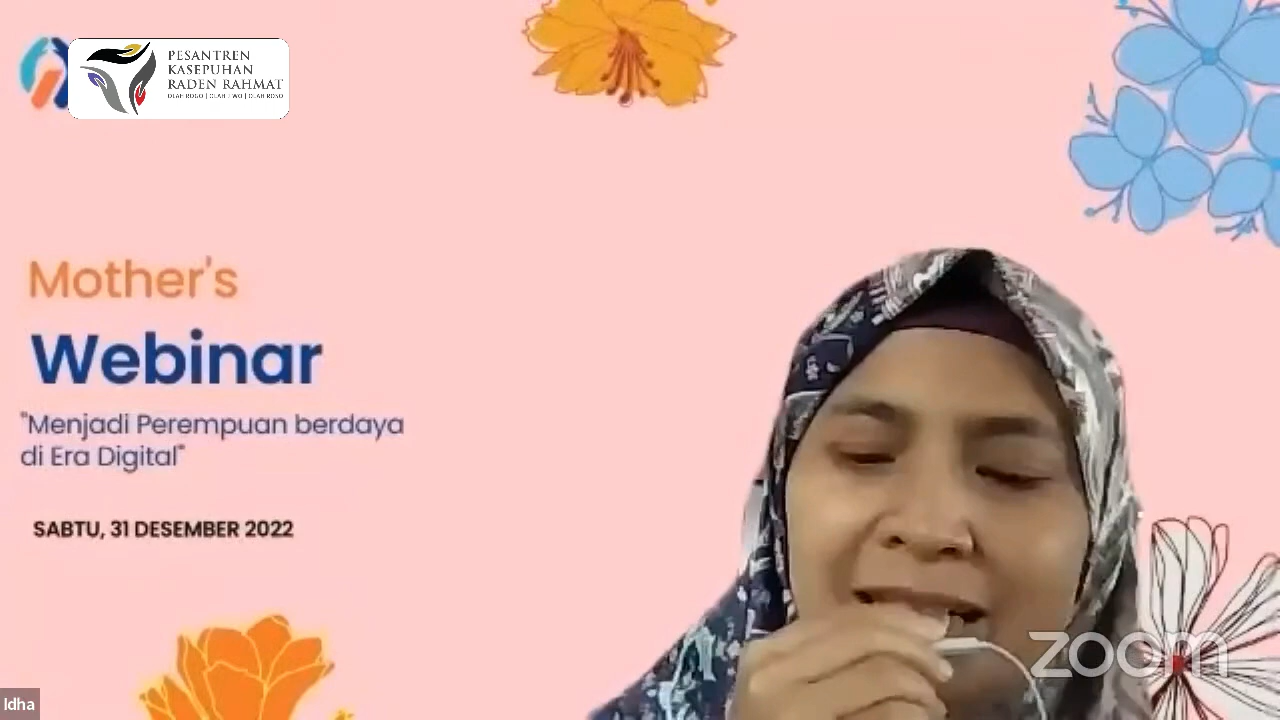 PESANTREN
KASEPUHAN
RADEN RAHMAT
Mother's
Webinar
"Menjadi Perempuan berdaya
di Era Digital"
SABTU, 31 DESEMBER 2022
zoom
Idha